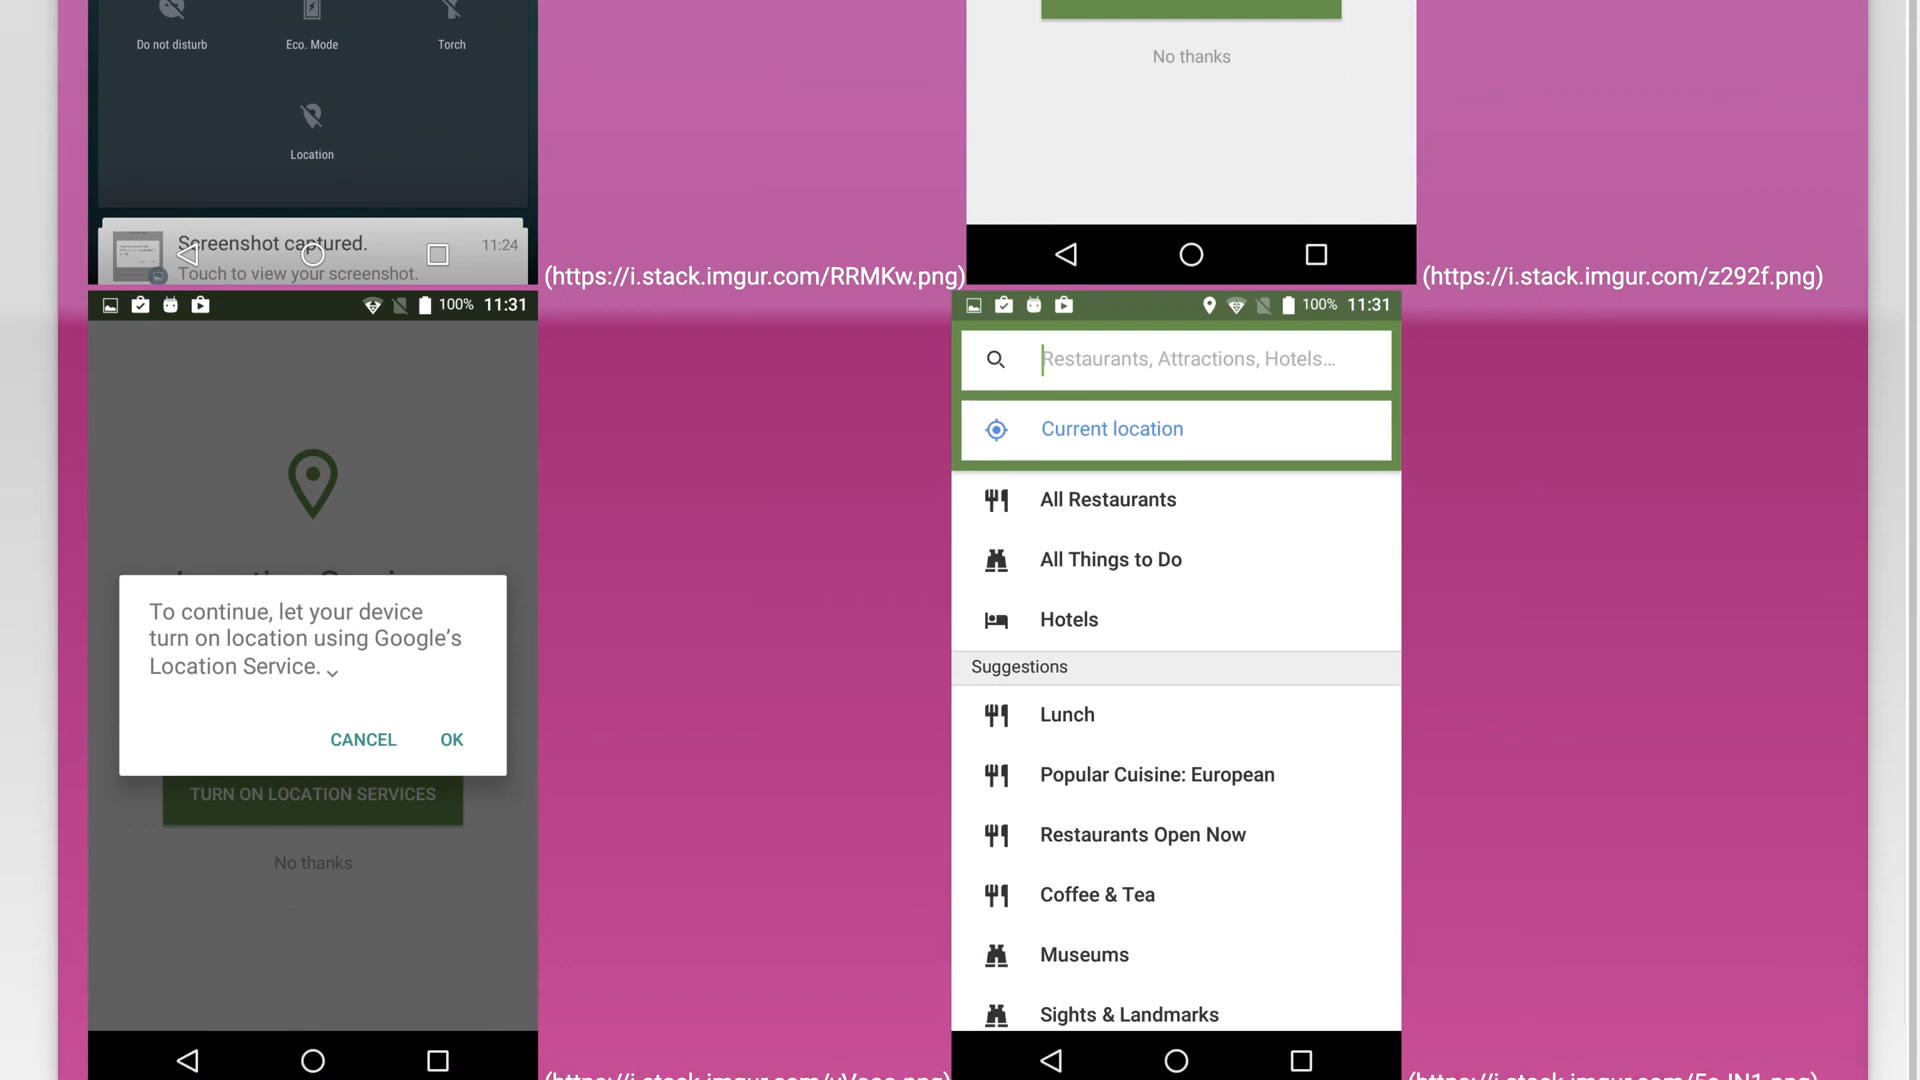 Do not disturb
Eco. Mode
Torch
Location
Screenshot captured.
11:24
Touch to view your screenshot.
(https://i.stack.imgur.com/RRMKw.png)
No thanks
(https://i.stack.imgur.com/z292f.png)
100% 11:31
To continue, let your device
turn on location using Google's
Location Service.
CANCEL
OK
TURN ON LOCATION SERVICES
No thanks
100% 11:31
Restaurants, Attractions, Hotels...
Current location
All Restaurants
All Things to Do
Hotels
Suggestions
Lunch
Popular Cuisine: European
Restaurants Open Now
Coffee & Tea
Museums
Sights & Landmarks